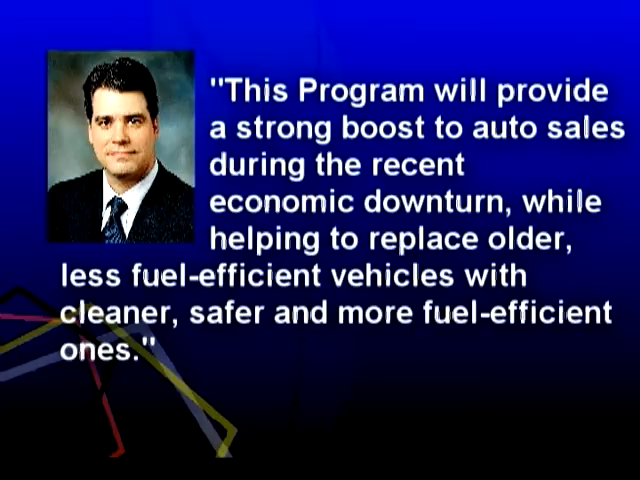 "This Program will provide
a strong boost to auto sales
during the recent
economic downturn, while
helping to replace older,
less fuel-efficient vehicles with
cleaner, safer and more fuel-efficient
ones."